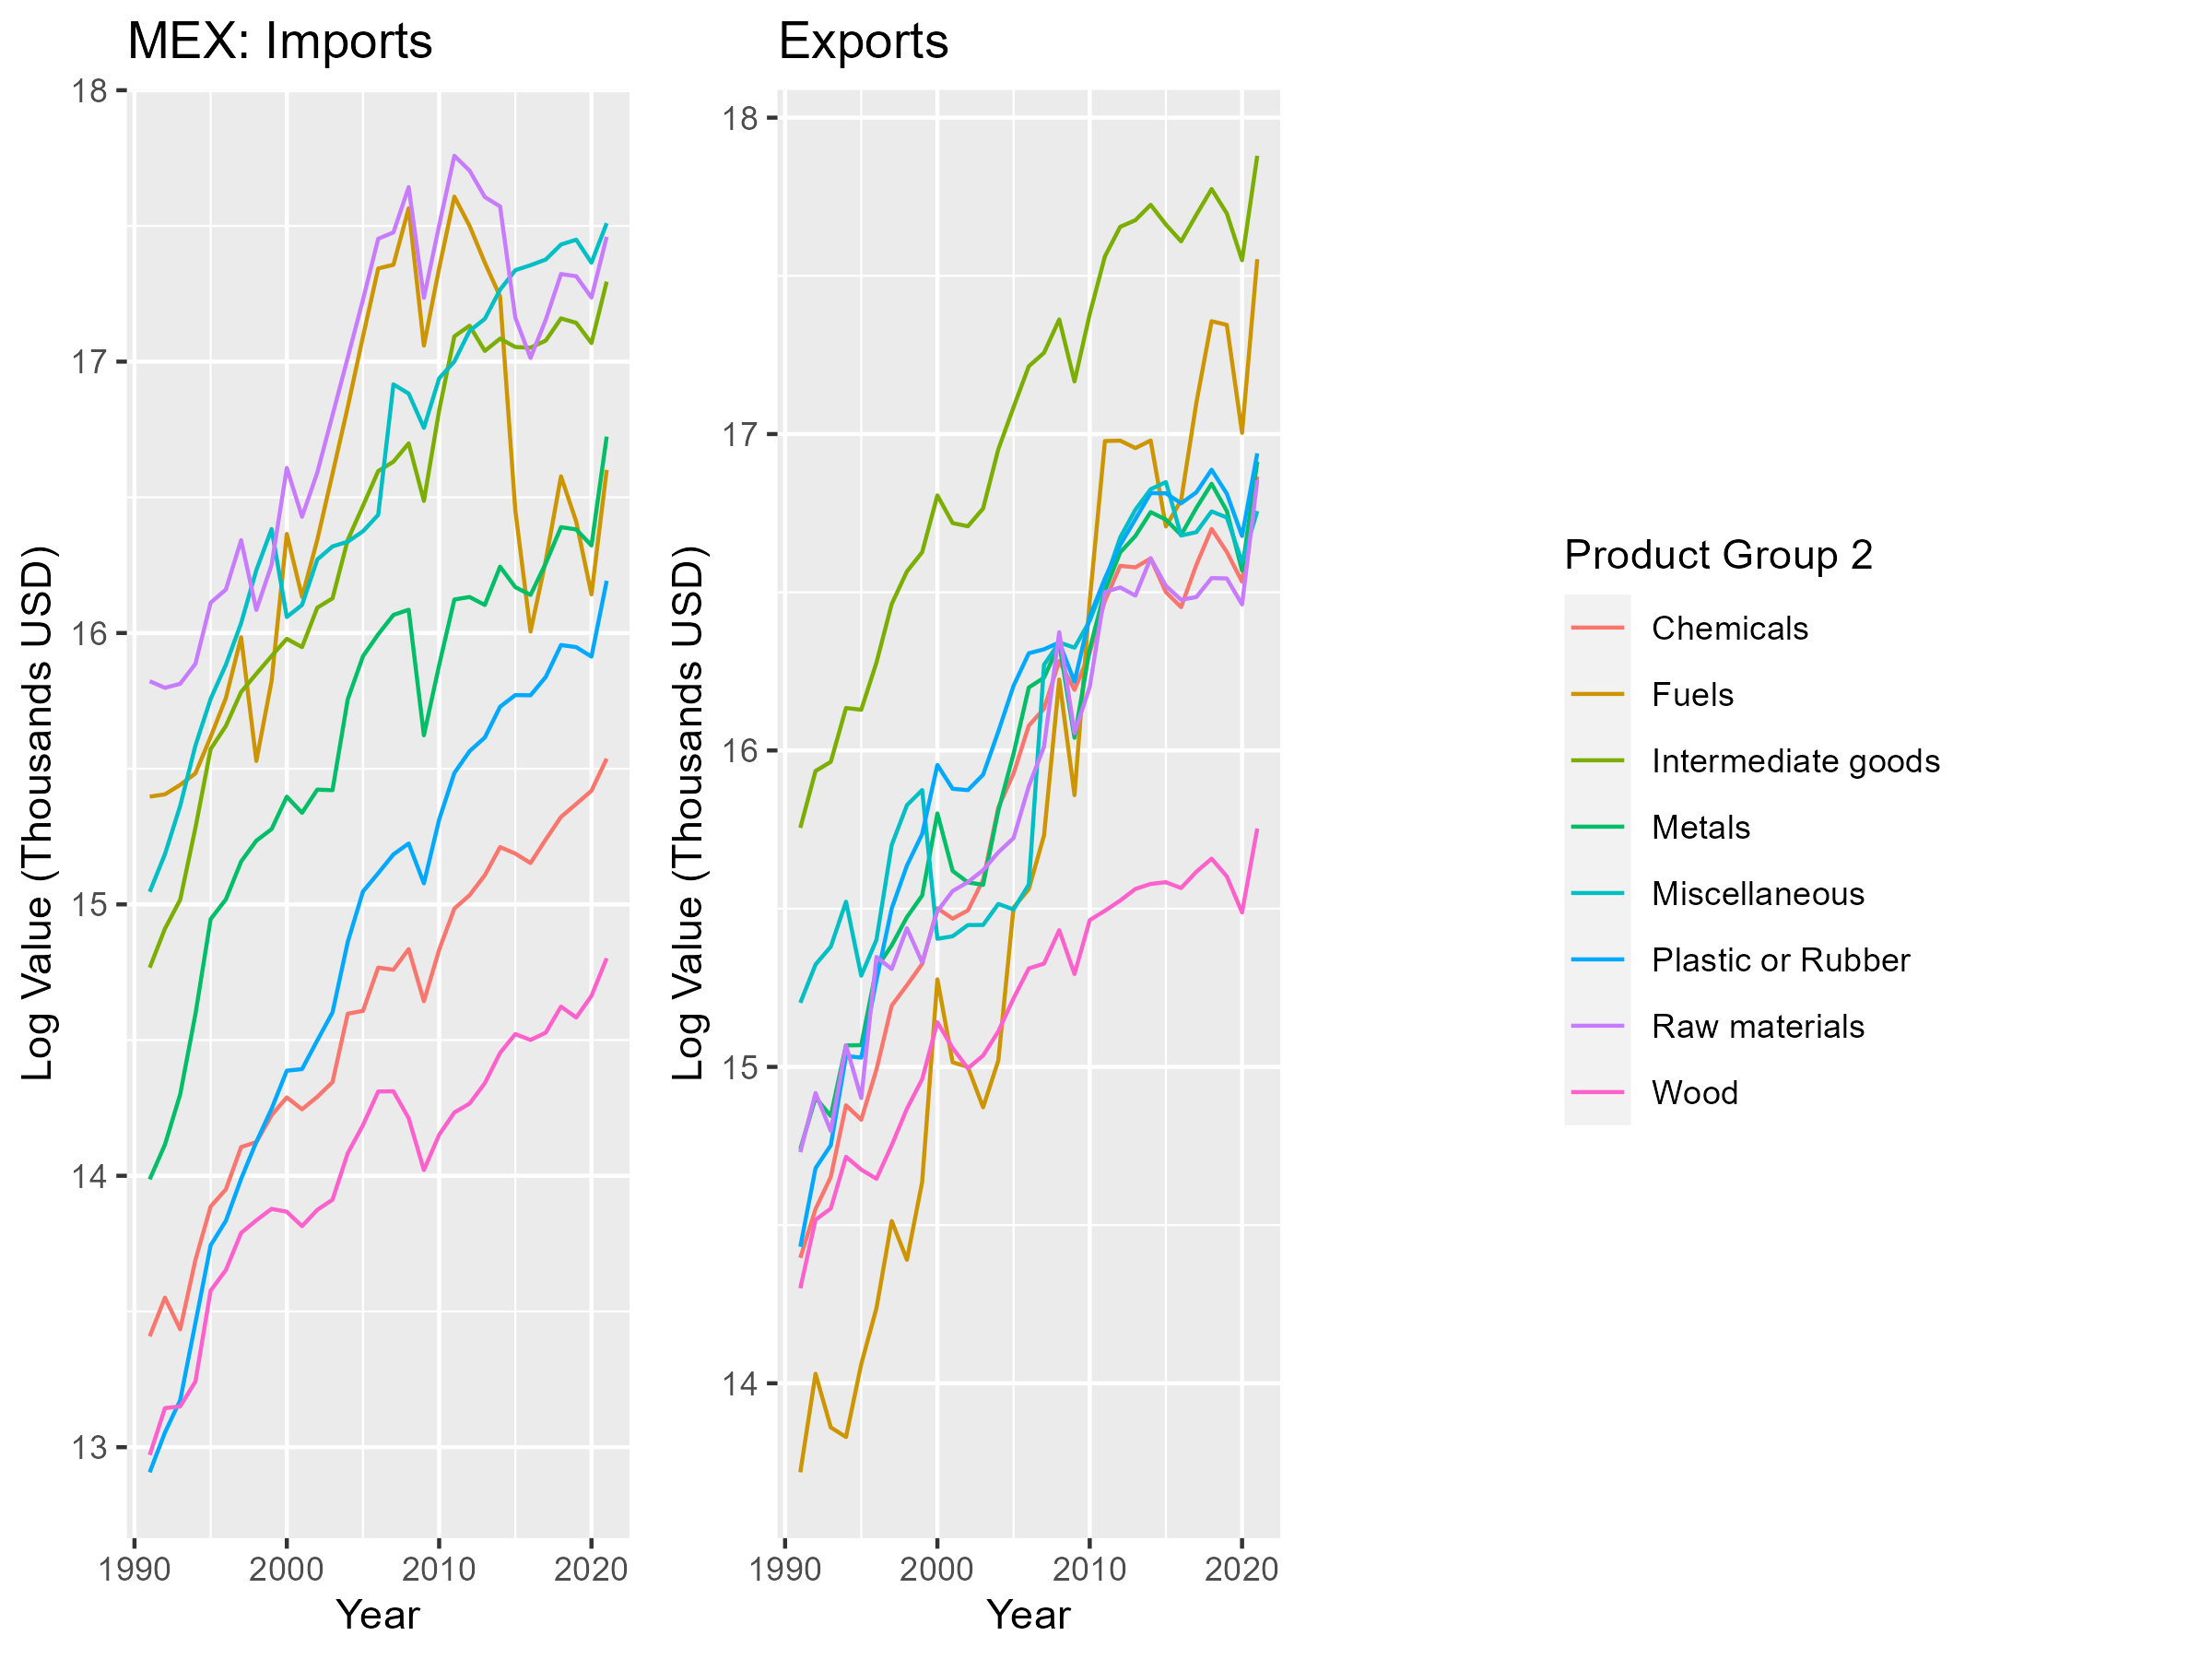 MEX: Imports
Exports
18
17
16
15
14
13
Log Value (Thousands USD)
1990
2000
2010
2020
Year
18
17
16
15
14
Log Value (Thousands USD)
1990
2000
2010
2020
Year
Product Group 2
Chemicals
Fuels
Intermediate goods
Metals
Miscellaneous
Plastic or Rubber
Raw materials
Wood